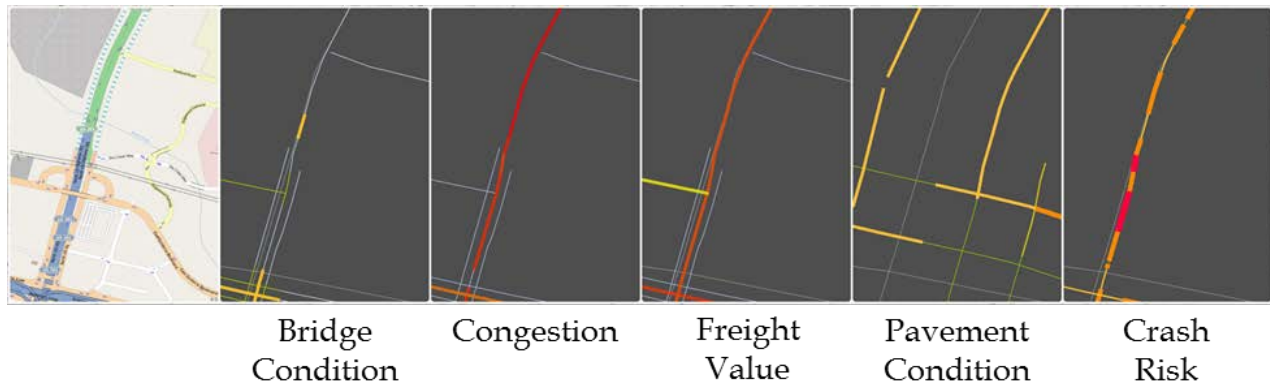 Bridge
Condition
Congestion
Freight
Value
Pavement
Condition
Crash
Risk